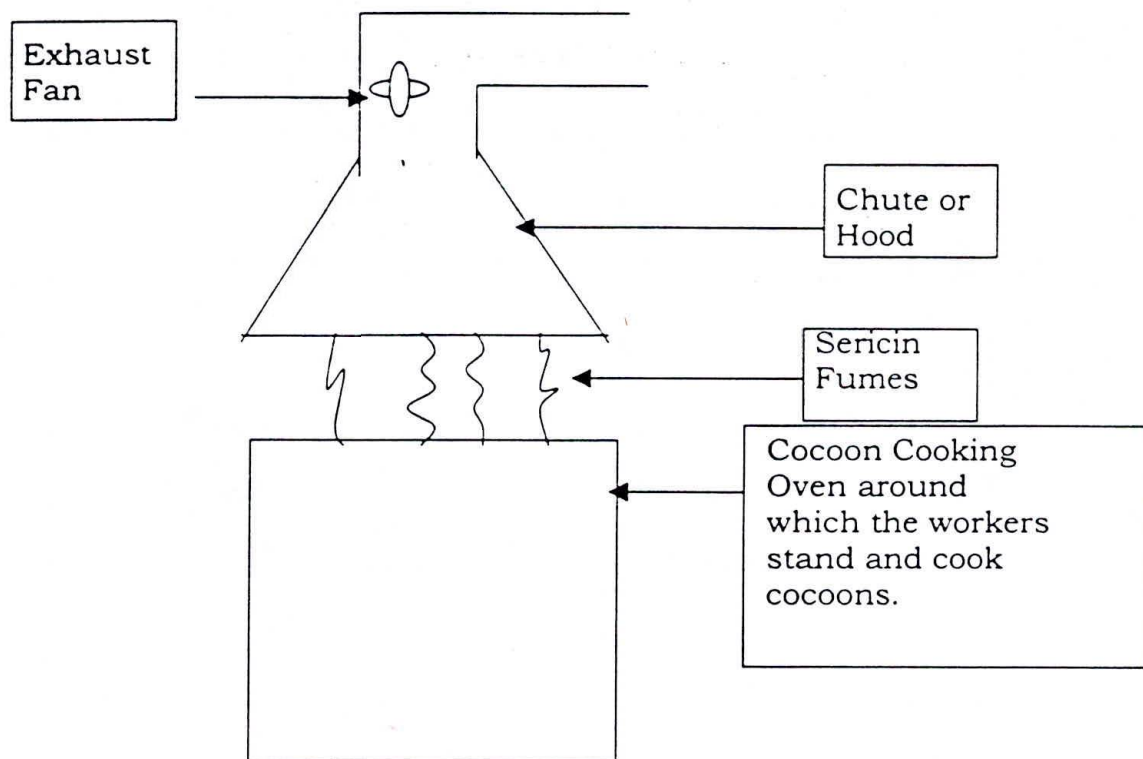 Exhaust
Fan
Chute or
Hood
Sericin
Fumes
Cocoon Cooking
Oven around
which the workers
stand and cook
cocoons.